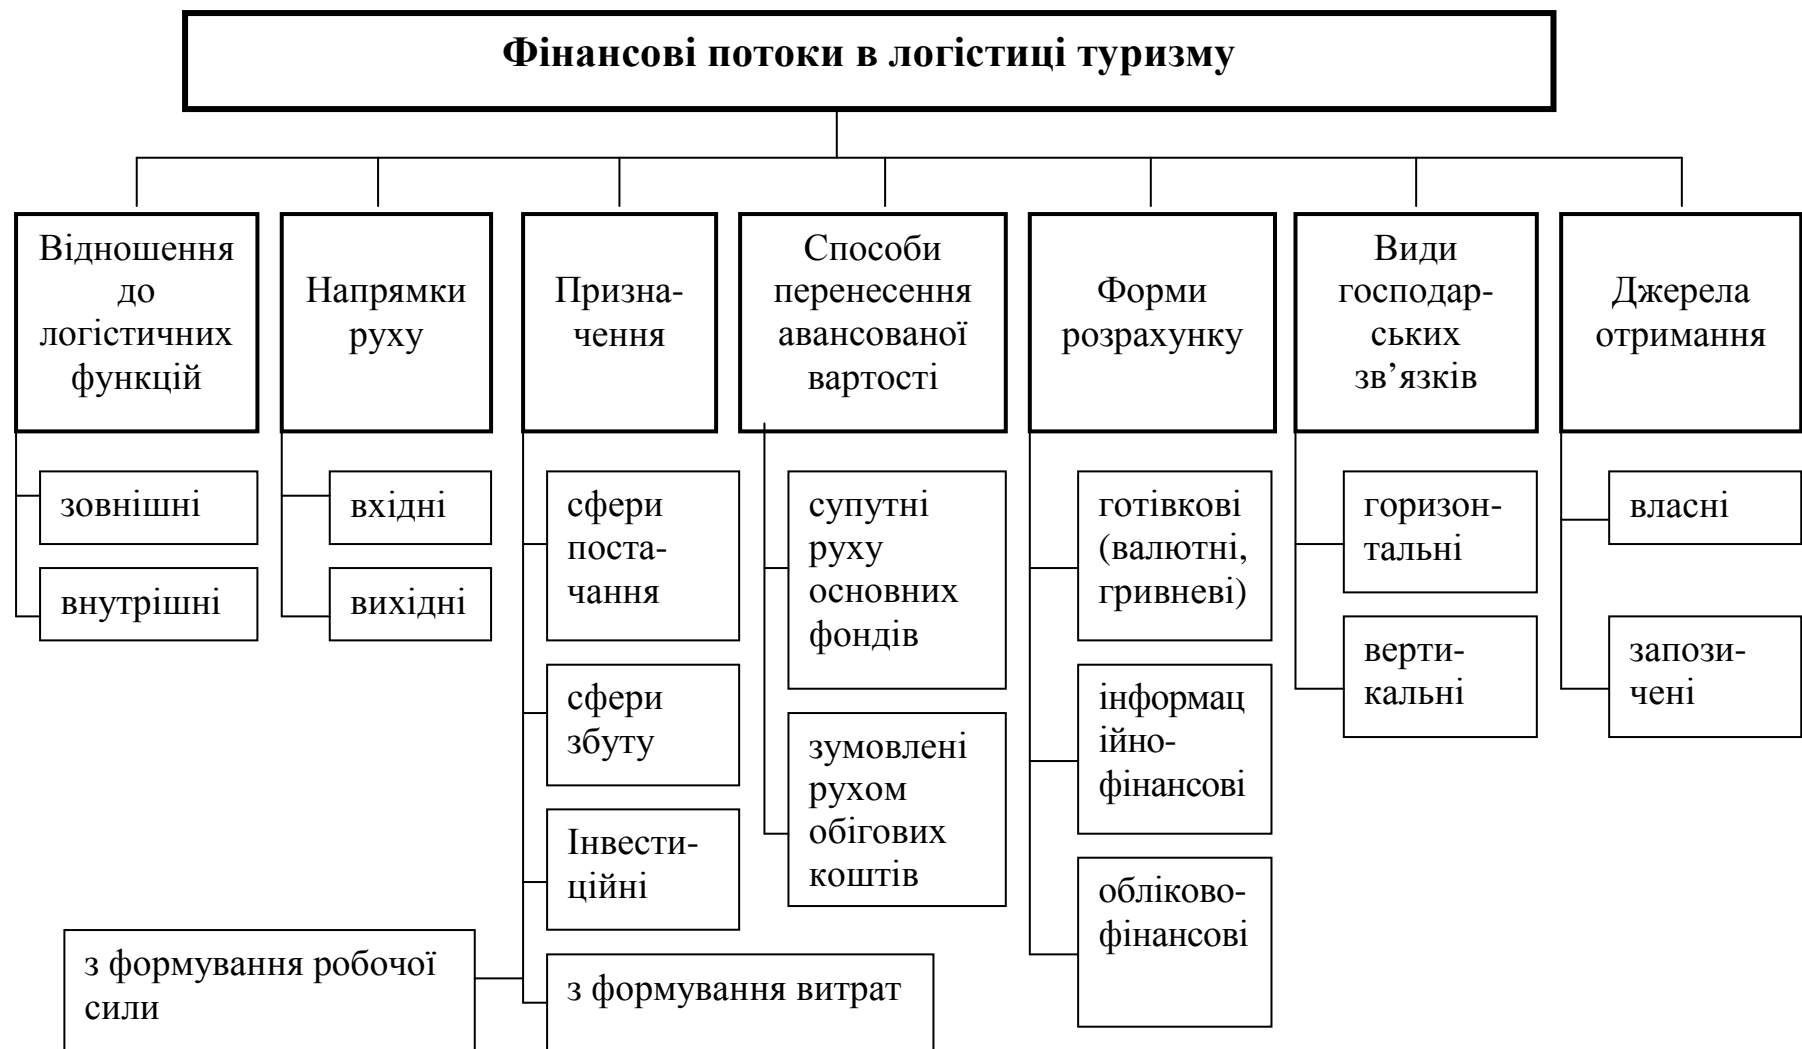 Фінансові потоки в логістиці туризму
Відношення
до
логістичних
функцій
Напрямки
руху
Призна-
чення
Способи
перенесення
авансованої
вартості
Форми
розрахунку
Види
господар-
ських
зв’язків
Джерела
отримання
зовнішні
внутрішні
вхідні
вихідні
сфери
поста-
чання
сфери
збуту
Інвести-
ційні
з формування робочої
сили
з формування витрат
супутні
руху
основних
фондів
зумовлені
рухом
обігових
коштів
готівкові
(валютні,
гривневі)
інформац
ійно-
фінансові
обліково-
фінансові
горизон-
тальні
верти-
кальні
власні
запози-
чені